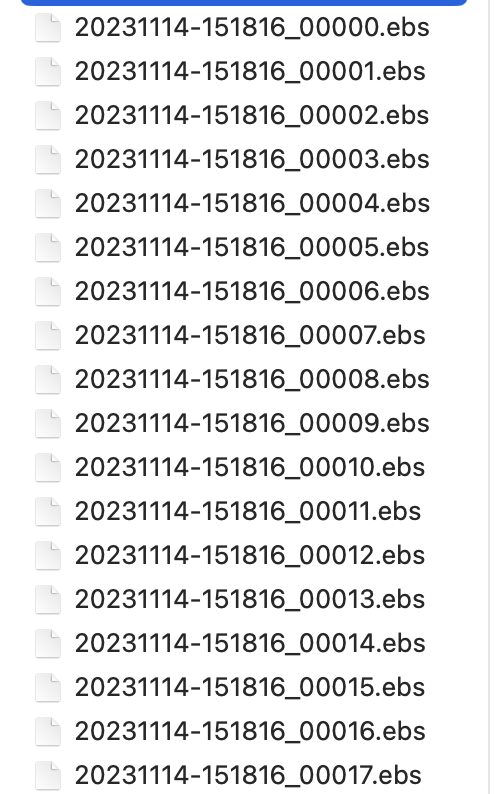 20231114-151816_00000.ebs
20231114-151816_00001.ebs
20231114-151816_00002.ebs
20231114-151816_00003.ebs
20231114-151816_00004.ebs
20231114-151816_00005.ebs
20231114-151816_00006.ebs
20231114-151816_00007.ebs
20231114-151816_00008.ebs
20231114-151816_00009.ebs
20231114-151816_00010.ebs
20231114-151816_00011.ebs
20231114-151816_00012.ebs
20231114-151816_00013.ebs
20231114-151816_00014.ebs
20231114-151816_00015.ebs
20231114-151816_00016.ebs
20231114-151816_00017.ebs